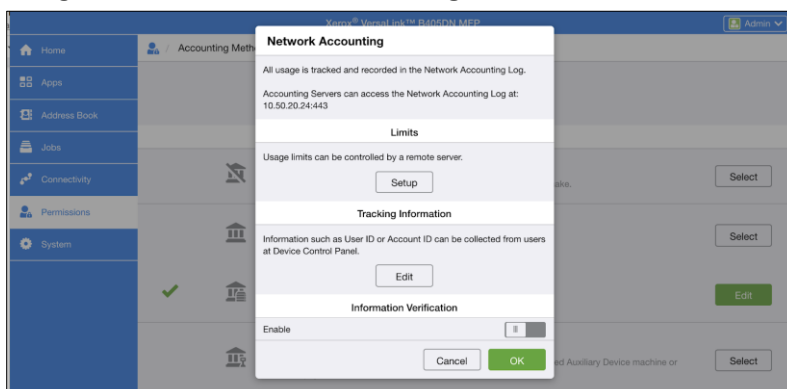 Xerox® VersaLink™ B405DN MFP
Admin
Home
Accounting Meth
Network Accounting
All usage is tracked and recorded in the Network Accounting Log.
Accounting Servers can access the Network Accounting Log at:
10.50.20.24:443
Apps
Address Book
Jobs
Limits
Usage limits can be controlled by a remote server.
Setup
Connectivity
ake.
Select
Permissions
Tracking Information
System
Information such as User ID or Account ID can be collected from users
at Device Control Panel.
Select
Edit
Edit
Information Verification
Enable
Cancel
OK
ed Auxiliary Device machine or
Select